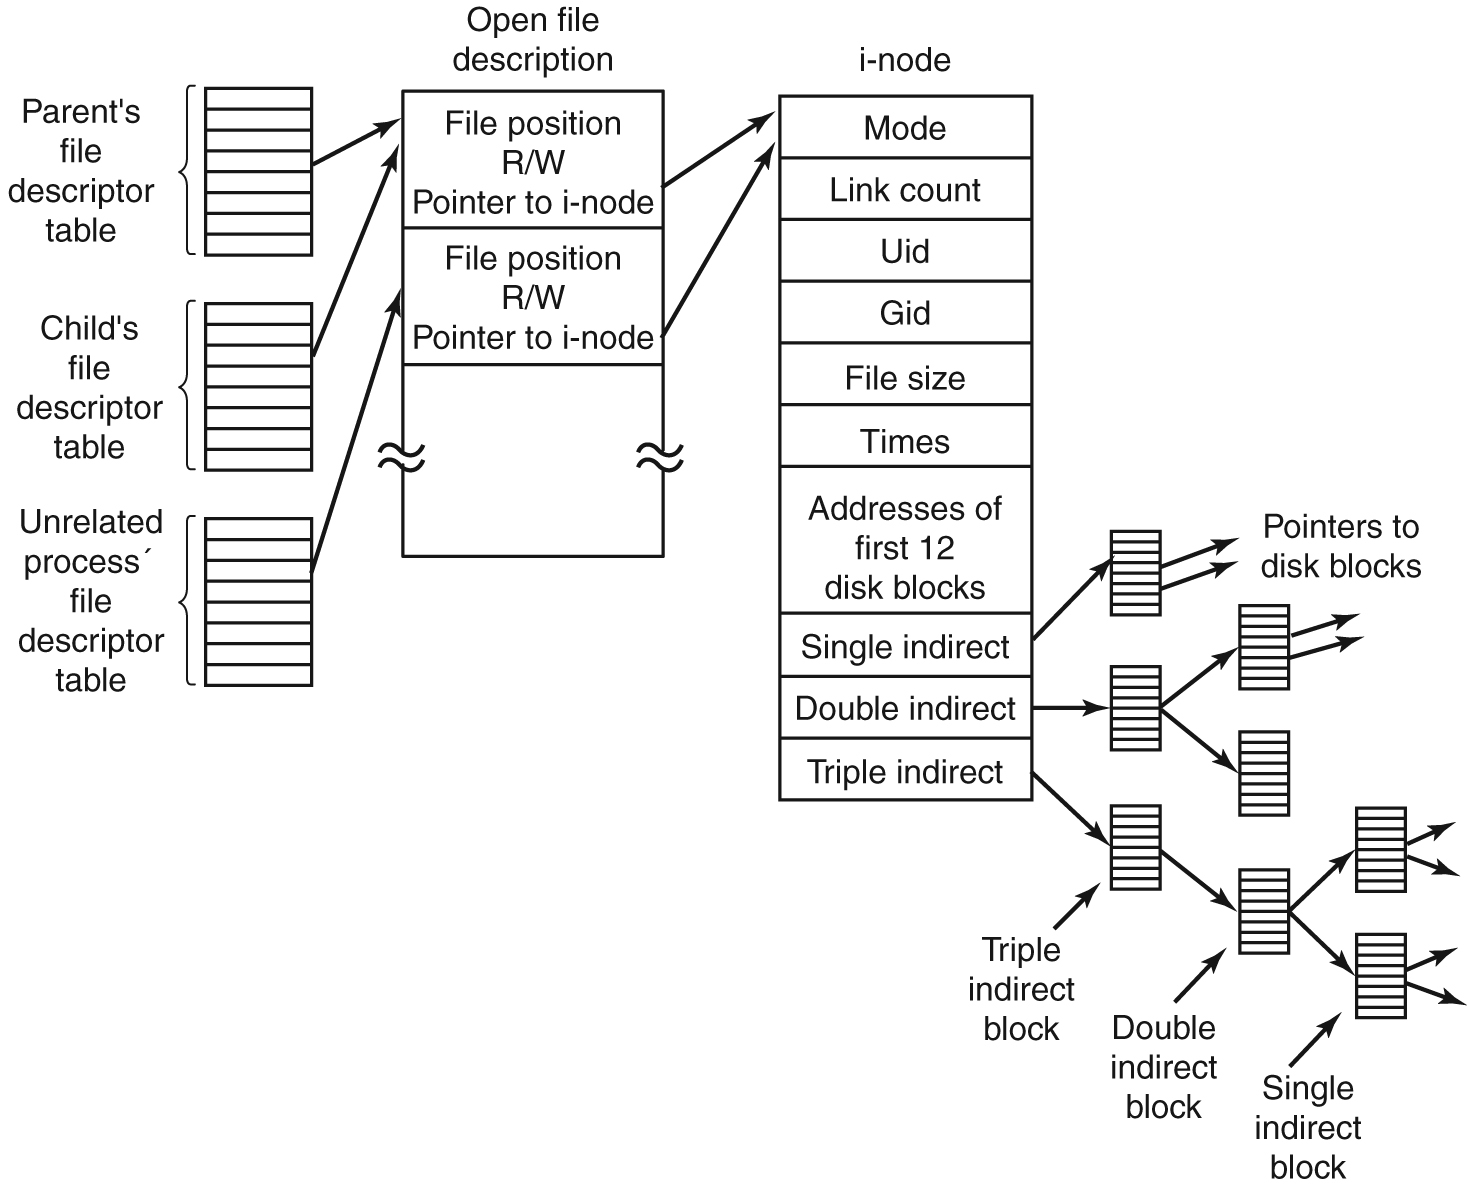 Open file
description
i-node
Parent's
file
descriptor
table
Child's
file
descriptor
table
Unrelated
process´
file
descriptor
table
File position
R/W
Pointer to i-node
File position
R/W
Pointer to i-node
Mode
Link count
Uid
Gid
File size
Times
Addresses of
first 12
disk blocks
Single indirect
Double indirect
Triple indirect
Pointers to
disk blocks
Triple
indirect
block
Double
indirect
block
Single
indirect
block